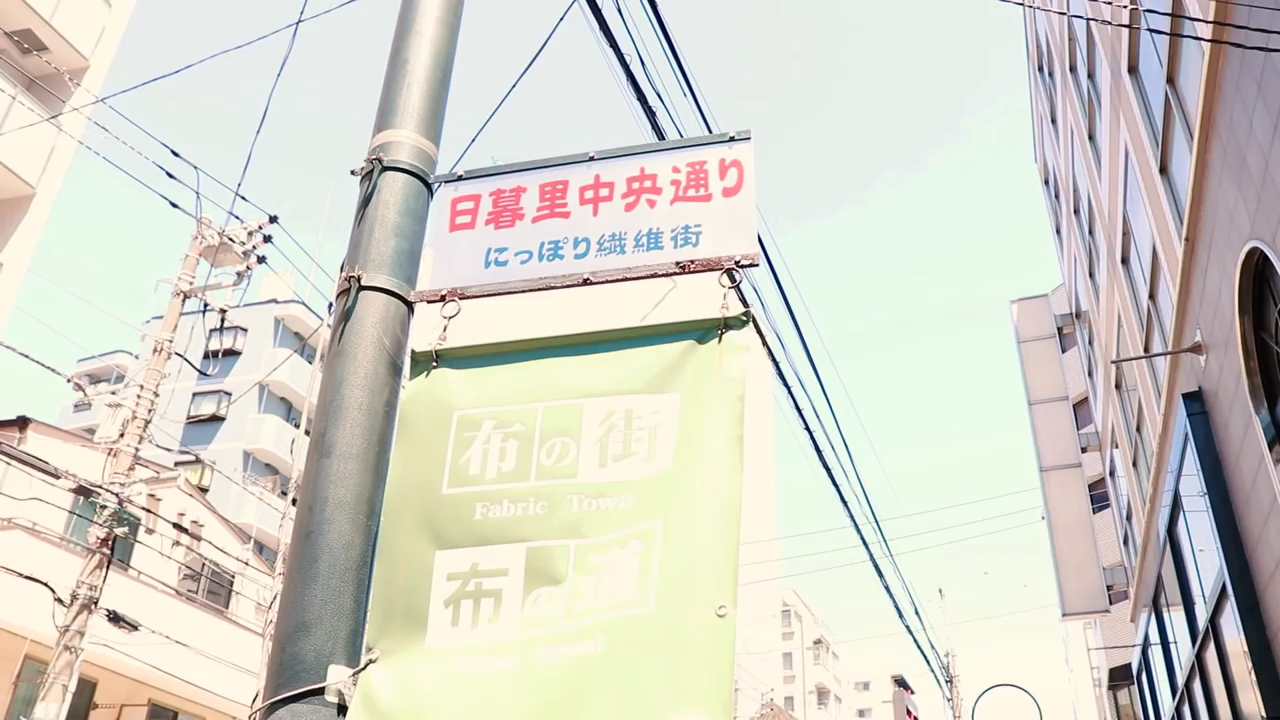 日暮里中央通り
にっぽり繊維街
布の街
Fabric Town
布の道